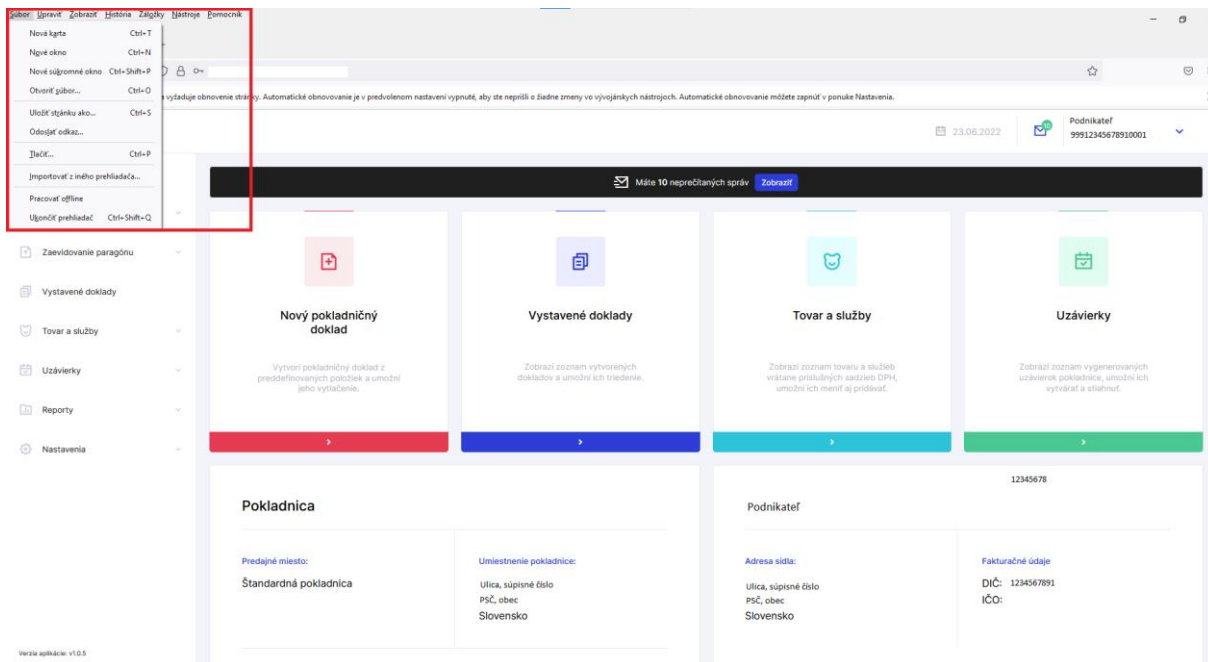 Súbor Upraviť Zobraziť História Záložky Nástroje Pomocník
Nová karta Ctrl+T
Nové okno Ctrl+N
Nové súkromné okno Ctrl+Shift+P
Otvoriť súbor... Ctrl+O
Uložiť stránku ako... Ctrl+S
Odoslať odkaz...
Tlačiť... Ctrl+P
Importovať z iného prehliadača...
Pracovať offline
Ukončiť prehliadač Ctrl+Shift+Q
vyžaduje obnovenie stránky. Automatické obnovovanie je v predvolenom nastavení vypnuté, aby ste neprišli o žiadne zmeny vo vývojárskych nástrojoch. Automatické obnovovanie môžete zapnúť v ponuke Nastavenia.
23.06.2022
10
Podnikateľ
99912345678910001
Máte 10 neprečítaných správ Zobraziť
Zaevidovanie paragónu
Vystavené doklady
Tovar a služby
Uzávierky
Reporty
Nastavenia
Nový pokladničný
doklad
Vytvorí pokladničný doklad z
preddefinovaných položiek a umožní
jeho vytlačenie.
Vystavené doklady
Zobrazí zoznam vytvorených
dokladov a umožní ich triedenie.
Tovar a služby
Zobrazí zoznam tovaru a služieb
vrátane príslušných sadzieb DPH,
umožní ich meniť aj pridávať.
Uzávierky
Zobrazí zoznam vygenerovaných
uzávierok pokladnice, umožní ich
vytvárať a stiahnuť.
Pokladnica
Predajné miesto:
Štandardná pokladnica
Umiestnenie pokladnice:
Ulica, súpisné číslo
PSČ, obec
Slovensko
12345678
Podnikateľ
Adresa sídla:
Ulica, súpisné číslo
PSČ, obec
Slovensko
Fakturačné údaje
DIČ: 1234567891
IČO:
Verzia aplikácie: v1.0.5